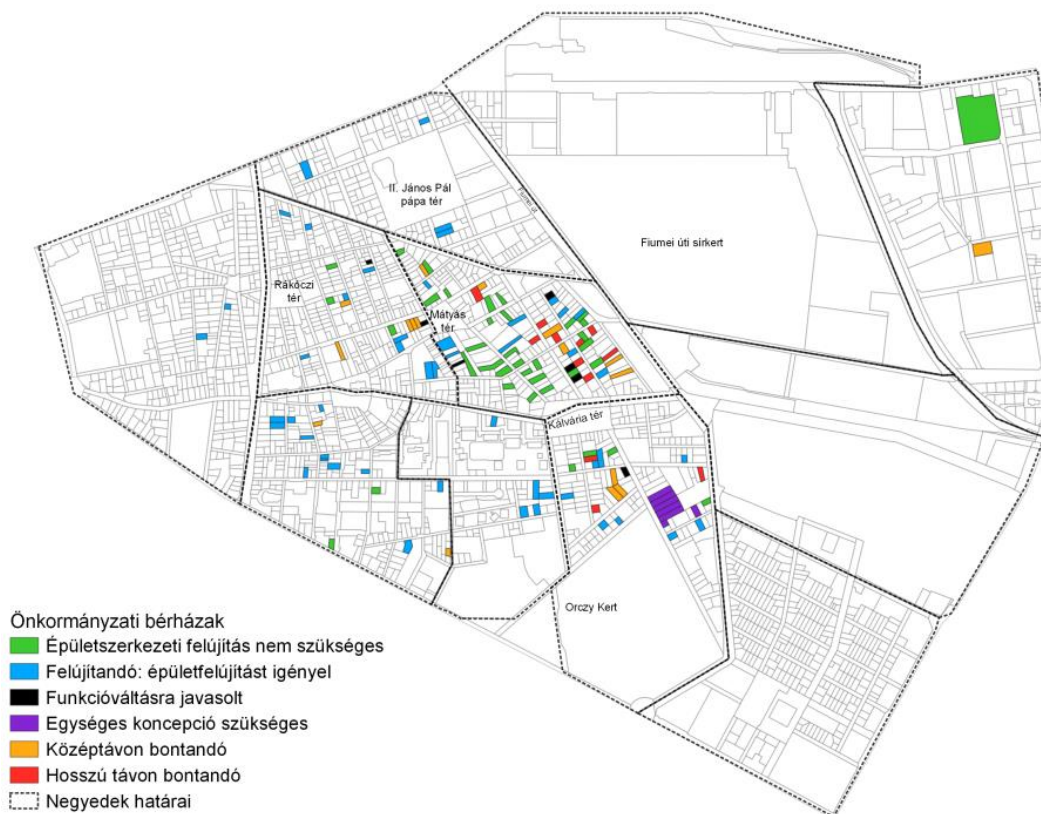 II. János Pál
pápa tér
Fiumei út
Fiumei úti sírkert
Rákóczi
tér
Mátyás
tér
Kálvária tér
Orczy Kert
Önkormányzati bérházak
Épületszerkezeti felújítás nem szükséges
Felújítandó: épületfelújítást igényel
Funkcióváltásra javasolt
Egységes koncepció szükséges
Középtávon bontandó
Hosszú távon bontandó
Negyedek határai